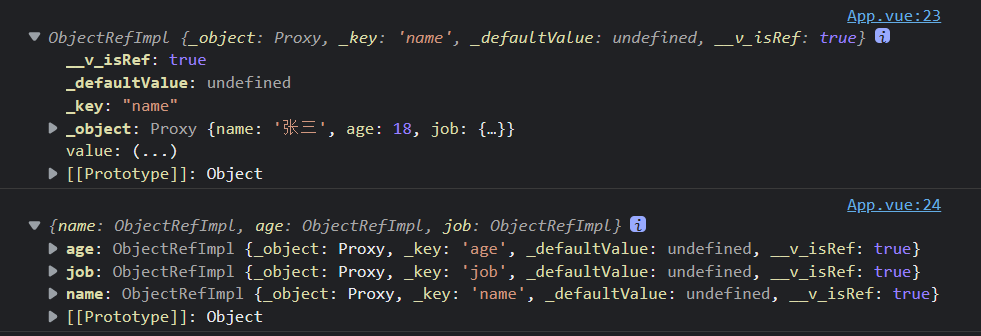 App.vue:23
ObjectRefImpl {_object: Proxy, _key: 'name', _defaultValue: undefined, __v_isRef: true} i
__v_isRef: true
_defaultValue: undefined
_key: "name"
_object: Proxy {name: '张三', age: 18, job: {…}}
value: (...)
[[Prototype]]: Object
App.vue:24
{name: ObjectRefImpl, age: ObjectRefImpl, job: ObjectRefImpl} i
age: ObjectRefImpl {_object: Proxy, _key: 'age', _defaultValue: undefined, __v_isRef: true}
job: ObjectRefImpl {_object: Proxy, _key: 'job', _defaultValue: undefined, __v_isRef: true}
name: ObjectRefImpl {_object: Proxy, _key: 'name', _defaultValue: undefined, __v_isRef: true}
[[Prototype]]: Object